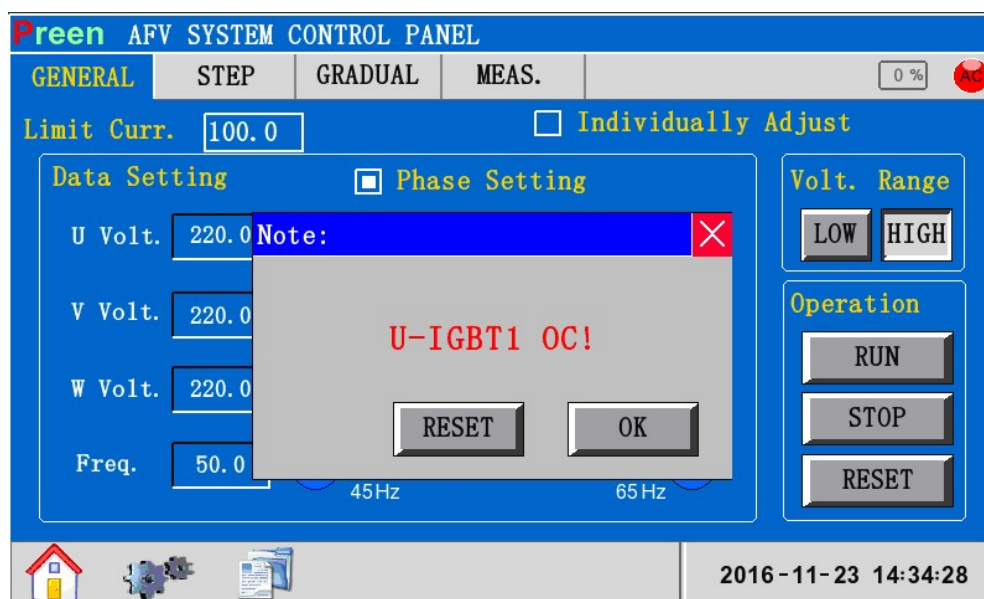 Preen AFV SYSTEM CONTROL PANEL
GENERAL STEP GRADUAL MEAS. 0 % AC
Limit Curr. 100.0 Individually Adjust
Data Setting Phase Setting Volt. Range
U Volt. 220.0 Note: LOW HIGH
V Volt. 220.0 Operation
U-IGBT1 OC!
RUN
W Volt. 220.0 RESET OK STOP
Freq. 50.0 45Hz 65Hz RESET
2016-11-23 14:34:28